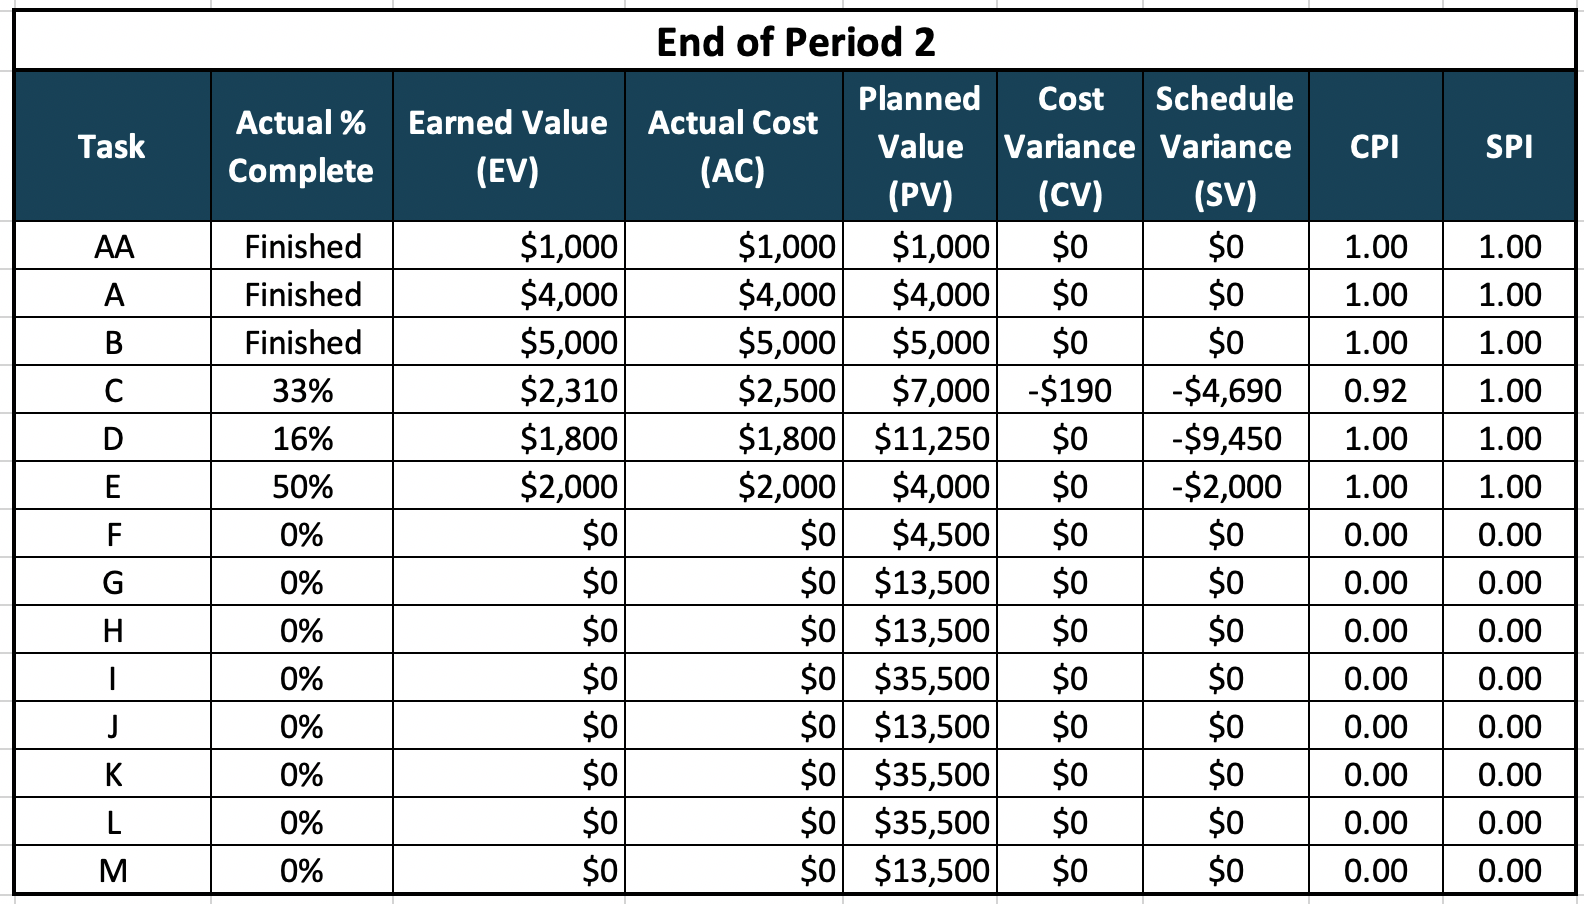 End of Period 2
Task Actual % Complete Earned Value (EV) Actual Cost (AC) Planned Value (PV) Cost Variance (CV) Schedule Variance (SV) CPI SPI
AA Finished $1,000 $1,000 $1,000 $0 $0 1.00 1.00
A Finished $4,000 $4,000 $4,000 $0 $0 1.00 1.00
B Finished $5,000 $5,000 $5,000 $0 $0 1.00 1.00
C 33% $2,310 $2,500 $7,000 -$190 -$4,690 0.92 1.00
D 16% $1,800 $1,800 $11,250 $0 -$9,450 1.00 1.00
E 50% $2,000 $2,000 $4,000 $0 -$2,000 1.00 1.00
F 0% $0 $0 $4,500 $0 $0 0.00 0.00
G 0% $0 $0 $13,500 $0 $0 0.00 0.00
H 0% $0 $0 $13,500 $0 $0 0.00 0.00
I 0% $0 $0 $35,500 $0 $0 0.00 0.00
J 0% $0 $0 $13,500 $0 $0 0.00 0.00
K 0% $0 $0 $35,500 $0 $0 0.00 0.00
L 0% $0 $0 $35,500 $0 $0 0.00 0.00
M 0% $0 $0 $13,500 $0 $0 0.00 0.00